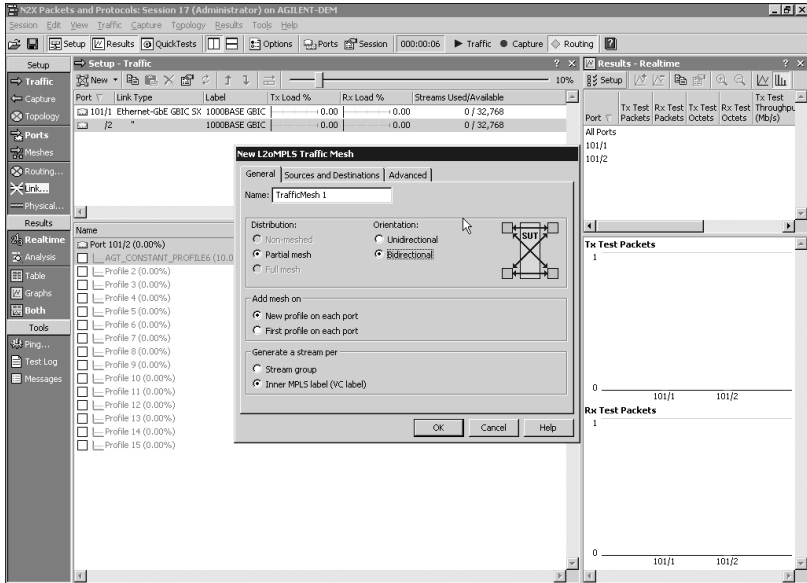 N2X Packets and Protocols: Session 17 (Administrator) on AGILENT-DEM
Session Edit View Traffic Capture Topology Results Tools Help
Setup Results QuickTests Options Ports Session 000:00:06 Traffic Capture Routing
Setup
Traffic
Capture
Topology
Ports
Meshes
Routing...
Link...
Physical...
Results
Realtime
Analysis
Table
Graphs
Both
Tools
Ping...
Test Log
Messages
Setup - Traffic
New 10%
Port Link Type Label Tx Load % Rx Load % Streams Used/Available
101/1 Ethernet-GbE GBIC SX 1000BASE GBIC 0.00 0.00 0 / 32,768
/2 " 1000BASE GBIC 0.00 0.00 0 / 32,768
Name
Port 101/2 (0.00%)
AGT_CONSTANT_PROFILE6 (10.0
Profile 2 (0.00%)
Profile 3 (0.00%)
Profile 4 (0.00%)
Profile 5 (0.00%)
Profile 6 (0.00%)
Profile 7 (0.00%)
Profile 8 (0.00%)
Profile 9 (0.00%)
Profile 10 (0.00%)
Profile 11 (0.00%)
Profile 12 (0.00%)
Profile 13 (0.00%)
Profile 14 (0.00%)
Profile 15 (0.00%)
New L2oMPLS Traffic Mesh
General Sources and Destinations Advanced
Name: TrafficMesh 1
Distribution:
Non-meshed
Partial mesh
Full mesh
Orientation:
Unidirectional
Bidirectional
SUT
Add mesh on
New profile on each port
First profile on each port
Generate a stream per
Stream group
Inner MPLS label (VC label)
OK Cancel Help
Results - Realtime
Setup
Port Tx Test Packets Rx Test Packets Tx Test Octets Rx Test Octets Tx Test Throughpu (Mb/s)
All Ports
101/1
101/2
Tx Test Packets
1
0
101/1 101/2
Rx Test Packets
1
0
101/1 101/2